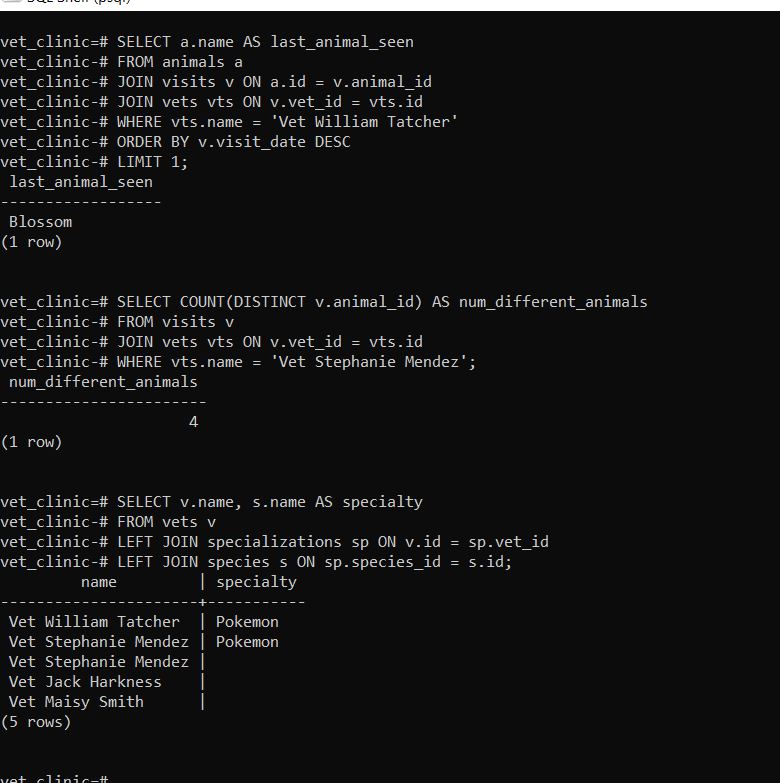 SQL Shell (psql)
vet_clinic=# SELECT a.name AS last_animal_seen
vet_clinic-# FROM animals a
vet_clinic-# JOIN visits v ON a.id = v.animal_id
vet_clinic-# JOIN vets vts ON v.vet_id = vts.id
vet_clinic-# WHERE vts.name = 'Vet William Tatcher'
vet_clinic-# ORDER BY v.visit_date DESC
vet_clinic-# LIMIT 1;
 last_animal_seen
------------------
 Blossom
(1 row)
vet_clinic=# SELECT COUNT(DISTINCT v.animal_id) AS num_different_animals
vet_clinic-# FROM visits v
vet_clinic-# JOIN vets vts ON v.vet_id = vts.id
vet_clinic-# WHERE vts.name = 'Vet Stephanie Mendez';
 num_different_animals
-----------------------
                     4
(1 row)
vet_clinic=# SELECT v.name, s.name AS specialty
vet_clinic-# FROM vets v
vet_clinic-# LEFT JOIN specializations sp ON v.id = sp.vet_id
vet_clinic-# LEFT JOIN species s ON sp.species_id = s.id;
         name         | specialty
----------------------+-----------
 Vet William Tatcher  | Pokemon
 Vet Stephanie Mendez | Pokemon
 Vet Stephanie Mendez |
 Vet Jack Harkness    |
 Vet Maisy Smith      |
(5 rows)
vet_clinic=#